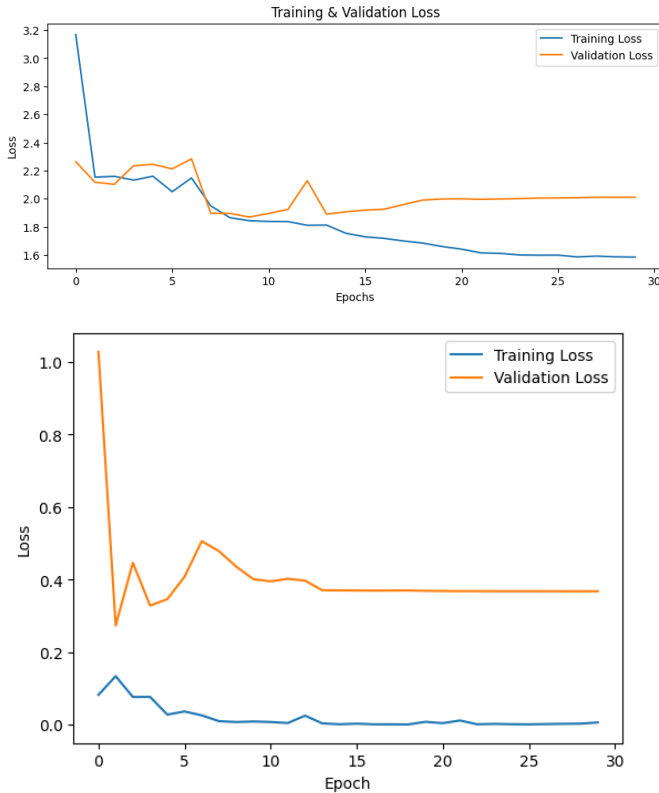 Training & Validation Loss
3.2
3.0
2.8
2.6
2.4
2.2
2.0
1.8
1.6
Loss
Training Loss
Validation Loss
0 5 10 15 20 25 30
Epochs
1.0
0.8
0.6
0.4
0.2
0.0
Loss
Training Loss
Validation Loss
0 5 10 15 20 25 30
Epoch